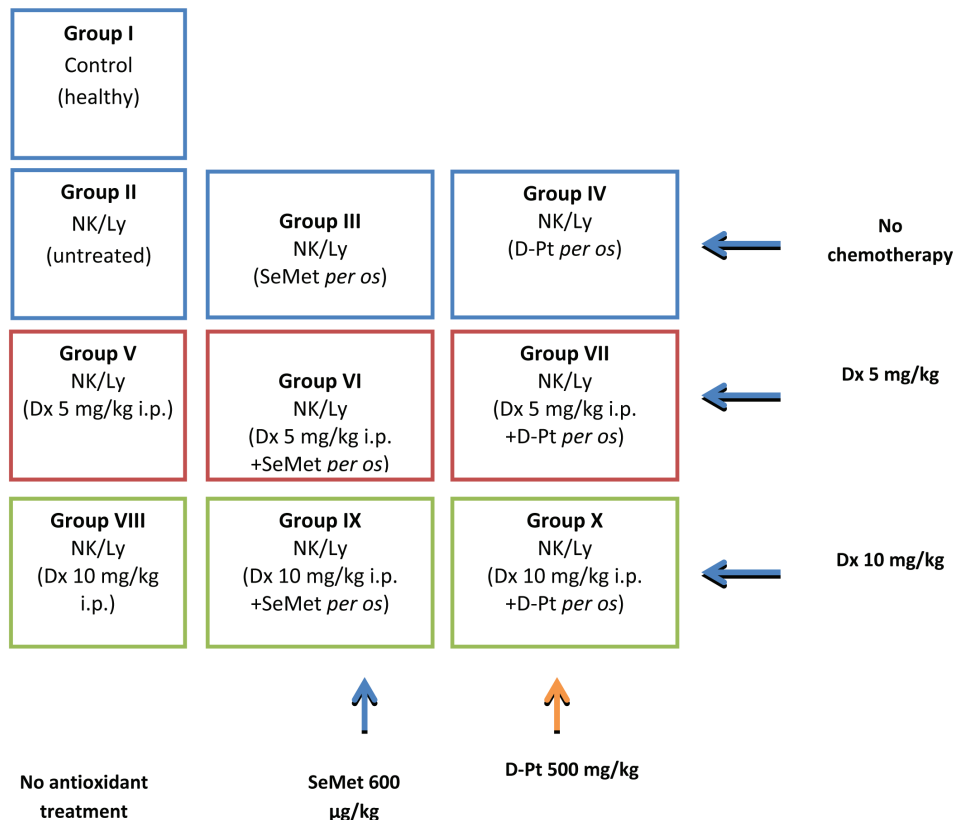 Group I
Control
(healthy)
Group II
NK/Ly
(untreated)
Group III
NK/Ly
(SeMet per os)
Group IV
NK/Ly
(D-Pt per os)
No
chemotherapy
Group V
NK/Ly
(Dx 5 mg/kg i.p.)
Group VI
NK/Ly
(Dx 5 mg/kg i.p.
+SeMet per os)
Group VII
NK/Ly
(Dx 5 mg/kg i.p.
+D-Pt per os)
Dx 5 mg/kg
Group VIII
NK/Ly
(Dx 10 mg/kg
i.p.)
Group IX
NK/Ly
(Dx 10 mg/kg i.p.
+SeMet per os)
Group X
NK/Ly
(Dx 10 mg/kg i.p.
+D-Pt per os)
Dx 10 mg/kg
No antioxidant
treatment
SeMet 600
µg/kg
D-Pt 500 mg/kg